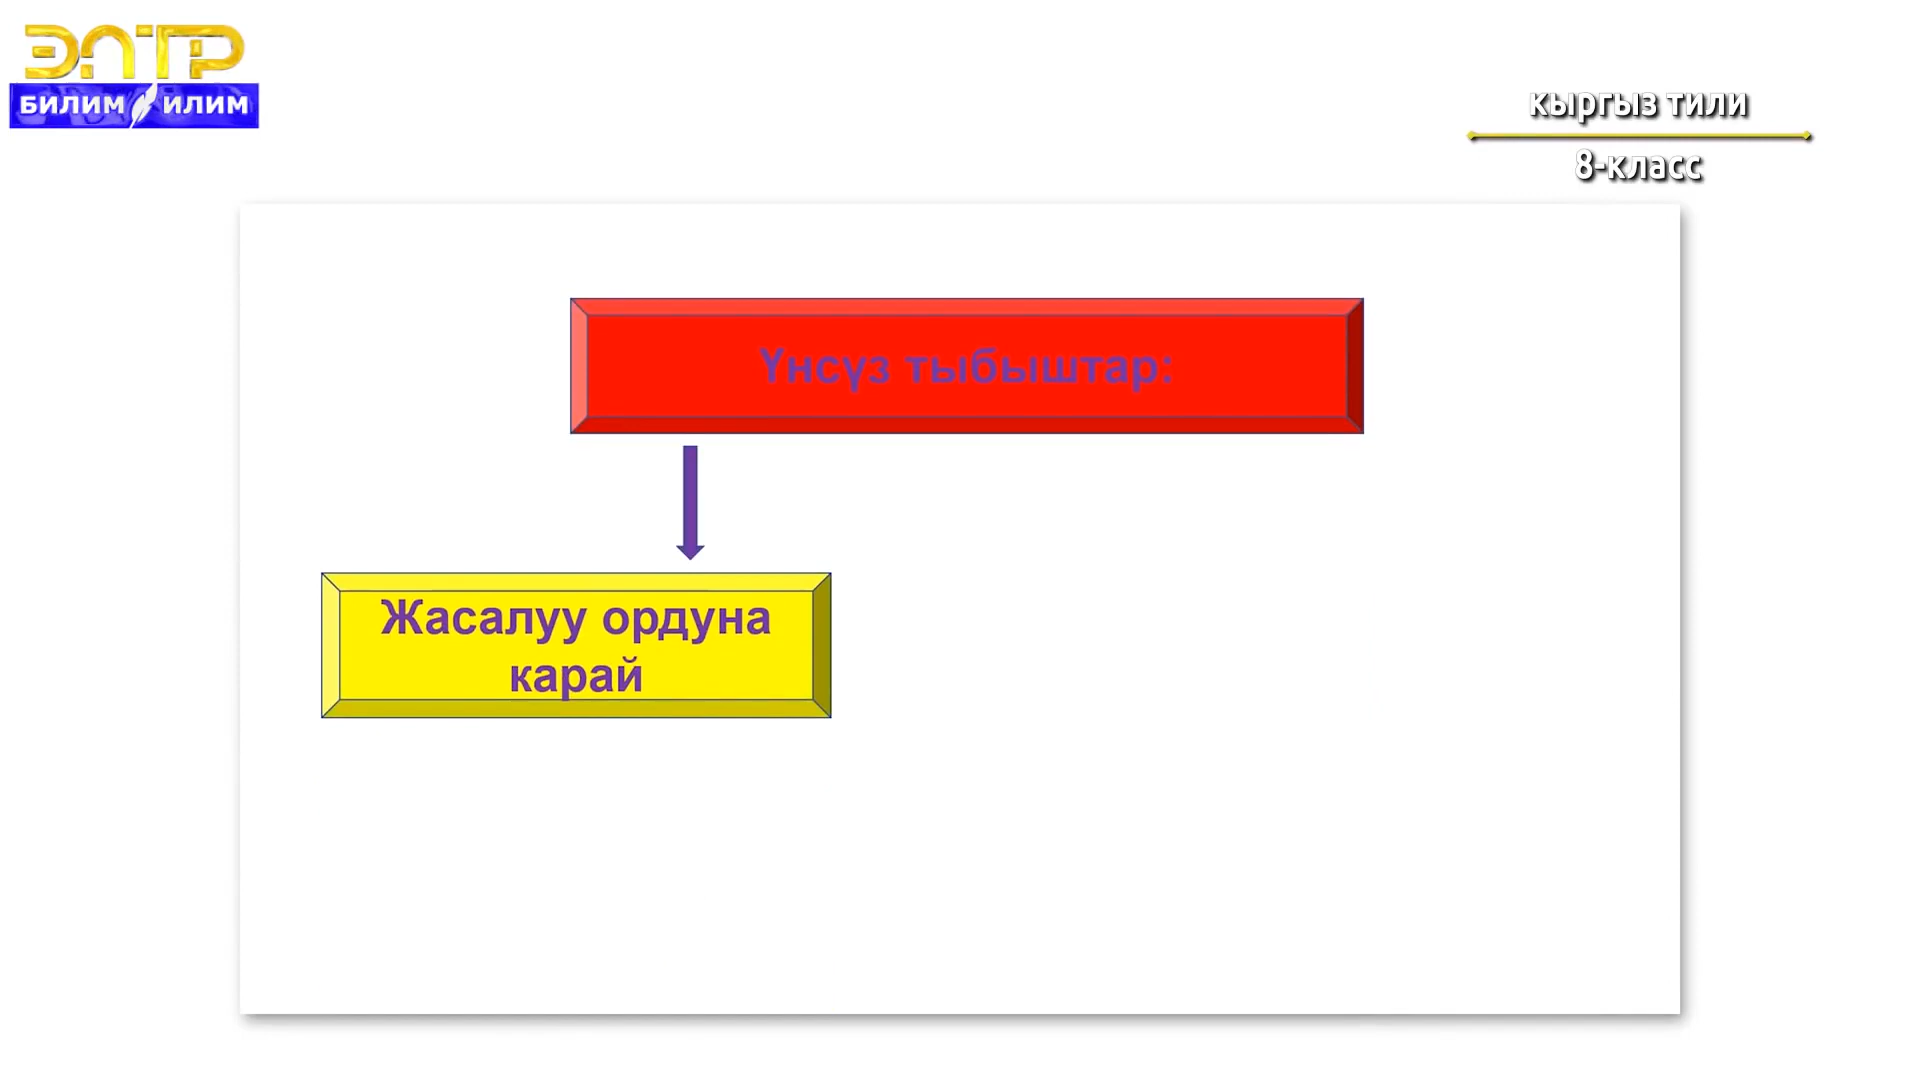 ЭЛТР
БИЛИМ ИЛИМ
кыргыз тили
8-класс
Үнсүз тыбыштар:
Жасалуу ордуна
карай